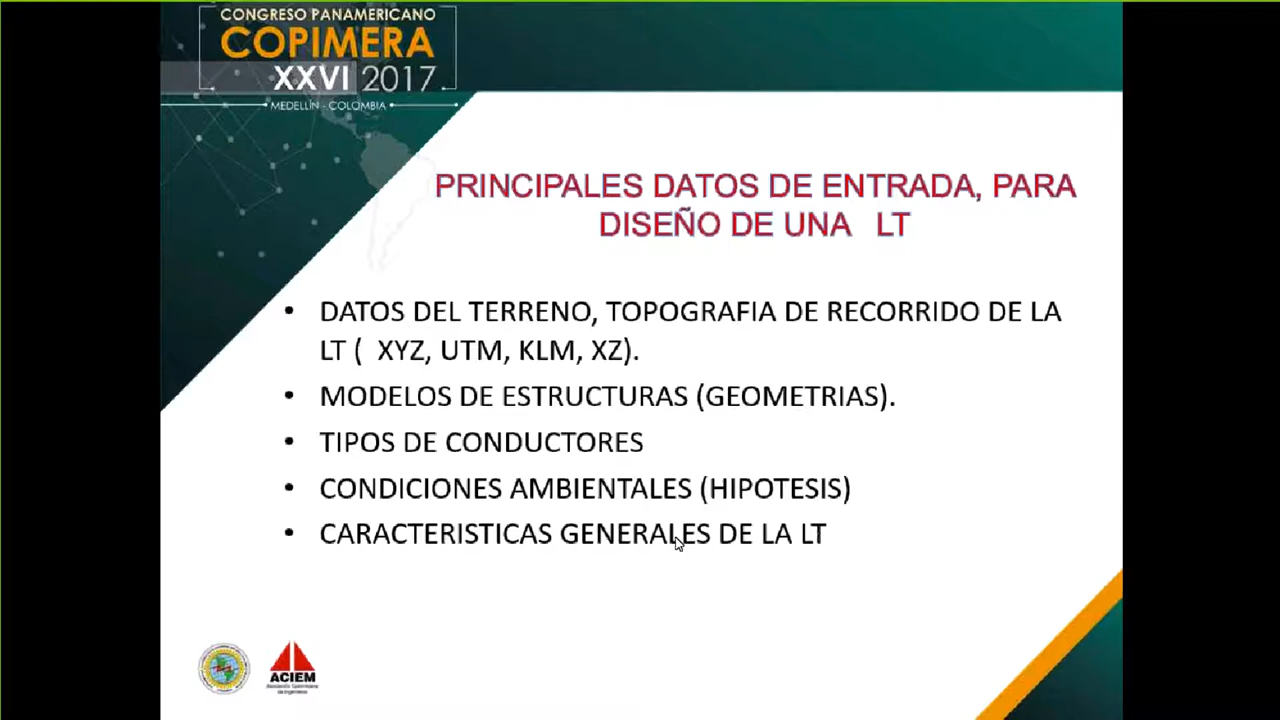 CONGRESO PANAMERICANO
COPIMERA
XXVI 2017
MEDELLÍN - COLOMBIA
PRINCIPALES DATOS DE ENTRADA, PARA
DISEÑO DE UNA LT
• DATOS DEL TERRENO, TOPOGRAFIA DE RECORRIDO DE LA
LT ( XYZ, UTM, KLM, XZ).
• MODELOS DE ESTRUCTURAS (GEOMETRIAS).
• TIPOS DE CONDUCTORES
• CONDICIONES AMBIENTALES (HIPOTESIS)
• CARACTERISTICAS GENERALES DE LA LT
ACIEM